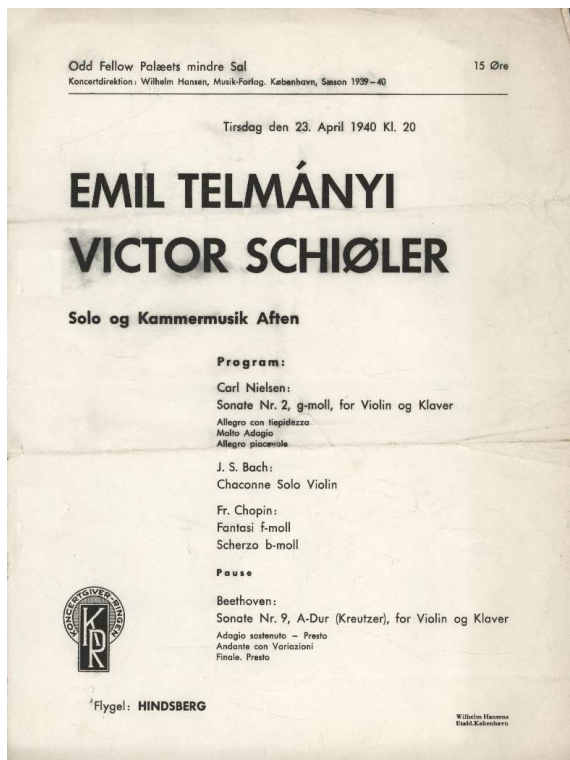 Odd Fellow Palæets mindre Sal 15 Øre
Koncertdirektion: Wilhelm Hansen, Musik-Forlag. København, Sæson 1939–40
Tirsdag den 23. April 1940 Kl. 20
EMIL TELMÁNYI
VICTOR SCHIØLER
Solo og Kammermusik Aften
Program:
Carl Nielsen:
Sonate Nr. 2, g-moll, for Violin og Klaver
Allegro con tiepidezza
Molto Adagio
Allegro piacevole
J. S. Bach:
Chaconne Solo Violin
Fr. Chopin:
Fantasi f-moll
Scherzo b-moll
Pause
Beethoven:
Sonate Nr. 9, A-Dur (Kreutzer), for Violin og Klaver
Adagio sostenuto – Presto
Andante con Variazioni
Finale. Presto
KONCERTGIVER-RINGEN
KDR
Flygel: HINDSBERG
Wilhelm Hansens
Etabl. København